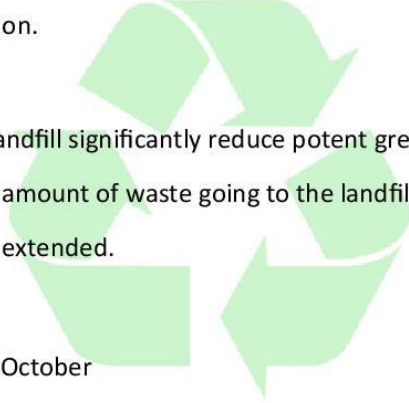 on.
andfill significantly reduce potent gre
amount of waste going to the landfil
extended.
October